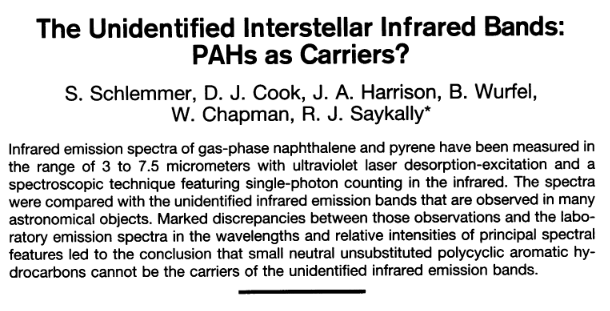 The Unidentified Interstellar Infrared Bands:
PAHs as Carriers?
S. Schlemmer, D. J. Cook, J. A. Harrison, B. Wurfel,
W. Chapman, R. J. Saykally*
Infrared emission spectra of gas-phase naphthalene and pyrene have been measured in
the range of 3 to 7.5 micrometers with ultraviolet laser desorption-excitation and a
spectroscopic technique featuring single-photon counting in the infrared. The spectra
were compared with the unidentified infrared emission bands that are observed in many
astronomical objects. Marked discrepancies between those observations and the labo-
ratory emission spectra in the wavelengths and relative intensities of principal spectral
features led to the conclusion that small neutral unsubstituted polycyclic aromatic hy-
drocarbons cannot be the carriers of the unidentified infrared emission bands.